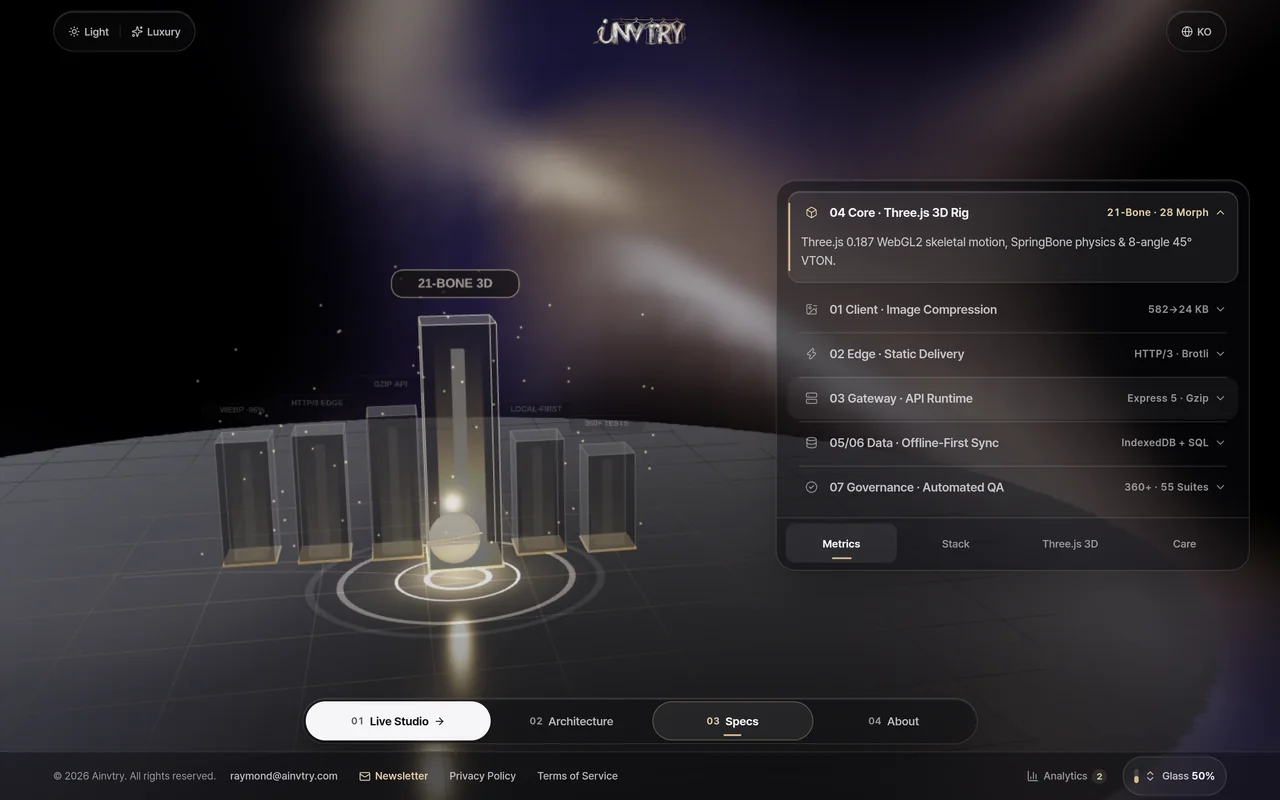 Light
Luxury
iNVTRY
KO
21-BONE 3D
GZIP API
WEBP -96%
HTTP/3 EDGE
LOCAL-FIRST
360+ TESTS
04 Core · Three.js 3D Rig
21-Bone · 28 Morph
Three.js 0.187 WebGL2 skeletal motion, SpringBone physics & 8-angle 45°
VTON.
01 Client · Image Compression
582→24 KB
02 Edge · Static Delivery
HTTP/3 · Brotli
03 Gateway · API Runtime
Express 5 · Gzip
05/06 Data · Offline-First Sync
IndexedDB + SQL
07 Governance · Automated QA
360+ · 55 Suites
Metrics
Stack
Three.js 3D
Care
01 Live Studio →
02 Architecture
03 Specs
04 About
© 2026 Ainvtry. All rights reserved.
raymond@ainvtry.com
Newsletter
Privacy Policy
Terms of Service
Analytics 2
Glass 50%